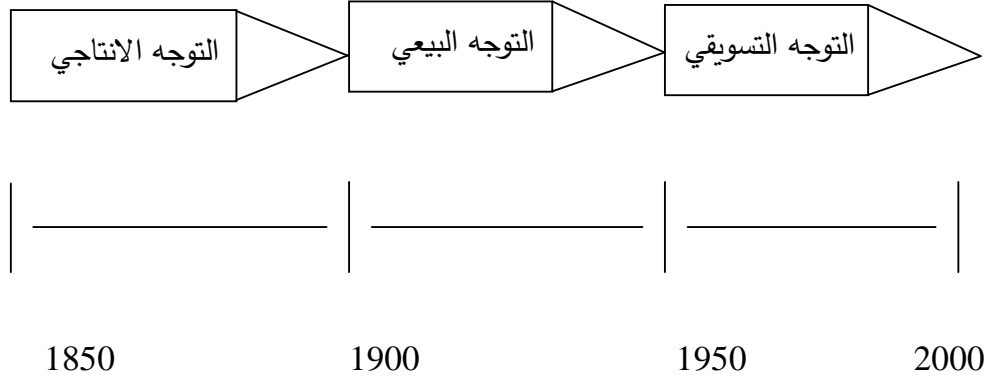 التوجه الانتاجي
التوجه البيعي
التوجه التسويقي
1850 1900 1950 2000